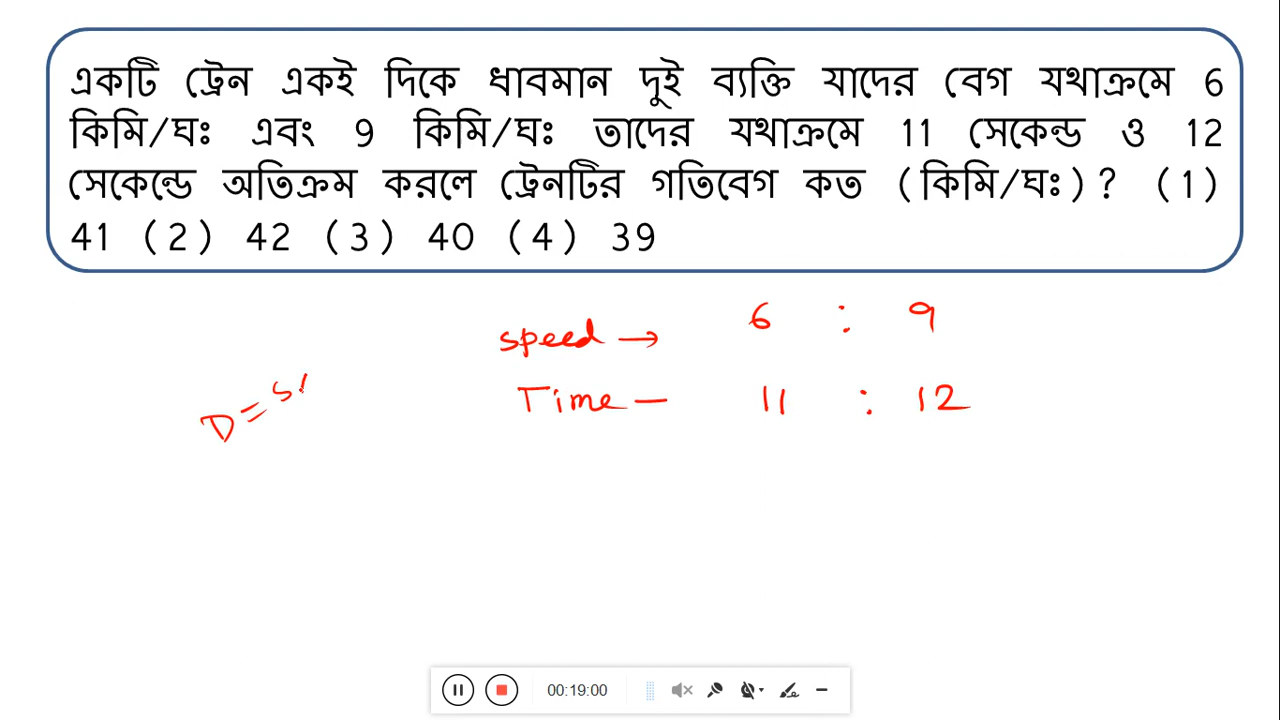 একটি ট্রেন একই দিকে ধাবমান দুই ব্যক্তি যাদের বেগ যথাক্রমে 6
কিমি/ঘঃ এবং 9 কিমি/ঘঃ তাদের যথাক্রমে 11 সেকেন্ড ও 12
সেকেন্ডে অতিক্রম করলে ট্রেনটির গতিবেগ কত (কিমি/ঘঃ)? (1)
41 (2) 42 (3) 40 (4) 39
speed → 6 : 9
Time — 11 : 12
D = s
00:19:00